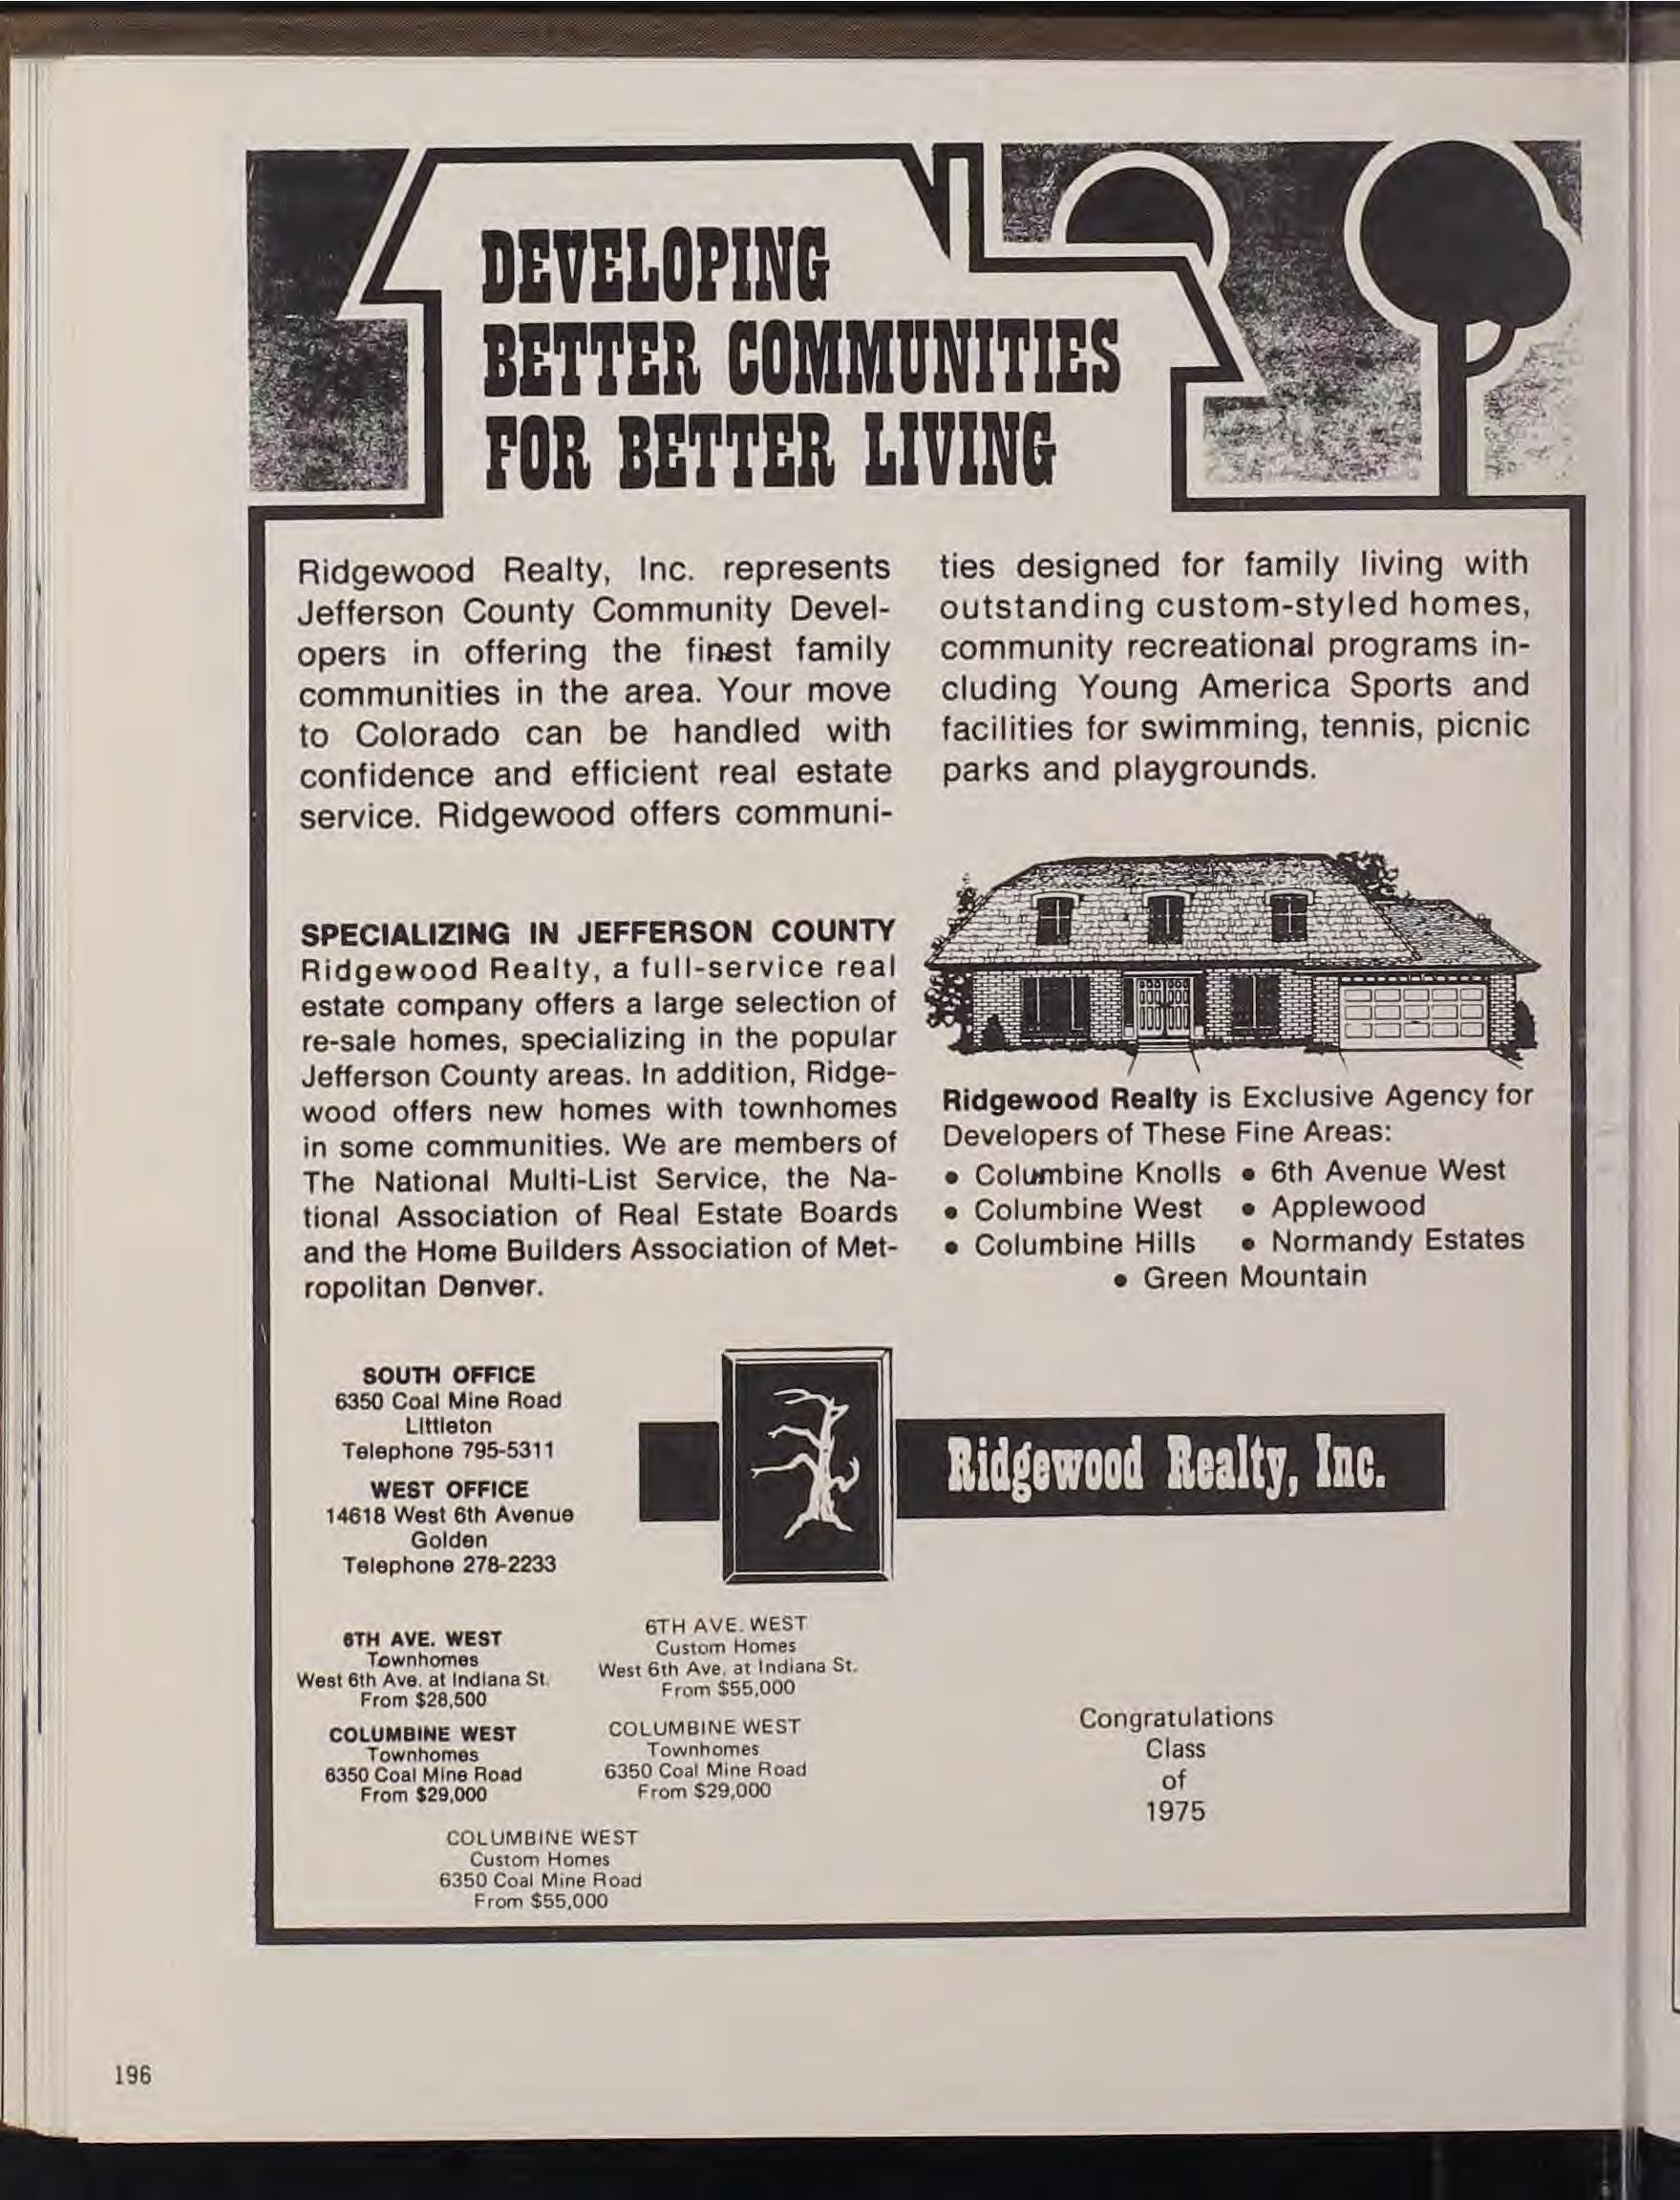 DEVELOPING
BETTER COMMUNITIES
FOR BETTER LIVING
Ridgewood Realty, Inc. represents
Jefferson County Community Devel-
opers in offering the finest family
communities in the area. Your move
to Colorado can be handled with
confidence and efficient real estate
service. Ridgewood offers communi-
ties designed for family living with
outstanding custom-styled homes,
community recreational programs in-
cluding Young America Sports and
facilities for swimming, tennis, picnic
parks and playgrounds.
SPECIALIZING IN JEFFERSON COUNTY
Ridgewood Realty, a full-service real
estate company offers a large selection of
re-sale homes, specializing in the popular
Jefferson County areas. In addition, Ridge-
wood offers new homes with townhomes
in some communities. We are members of
The National Multi-List Service, the Na-
tional Association of Real Estate Boards
and the Home Builders Association of Met-
ropolitan Denver.
Ridgewood Realty is Exclusive Agency for
Developers of These Fine Areas:
• Columbine Knolls • 6th Avenue West
• Columbine West • Applewood
• Columbine Hills • Normandy Estates
• Green Mountain
SOUTH OFFICE
6350 Coal Mine Road
Littleton
Telephone 795-5311
WEST OFFICE
14618 West 6th Avenue
Golden
Telephone 278-2233
Ridgewood Realty, Inc.
6TH AVE. WEST
Townhomes
West 6th Ave. at Indiana St.
From $28,500
COLUMBINE WEST
Townhomes
6350 Coal Mine Road
From $29,000
6TH AVE. WEST
Custom Homes
West 6th Ave. at Indiana St.
From $55,000
COLUMBINE WEST
Townhomes
6350 Coal Mine Road
From $29,000
COLUMBINE WEST
Custom Homes
6350 Coal Mine Road
From $55,000
Congratulations
Class
of
1975
196